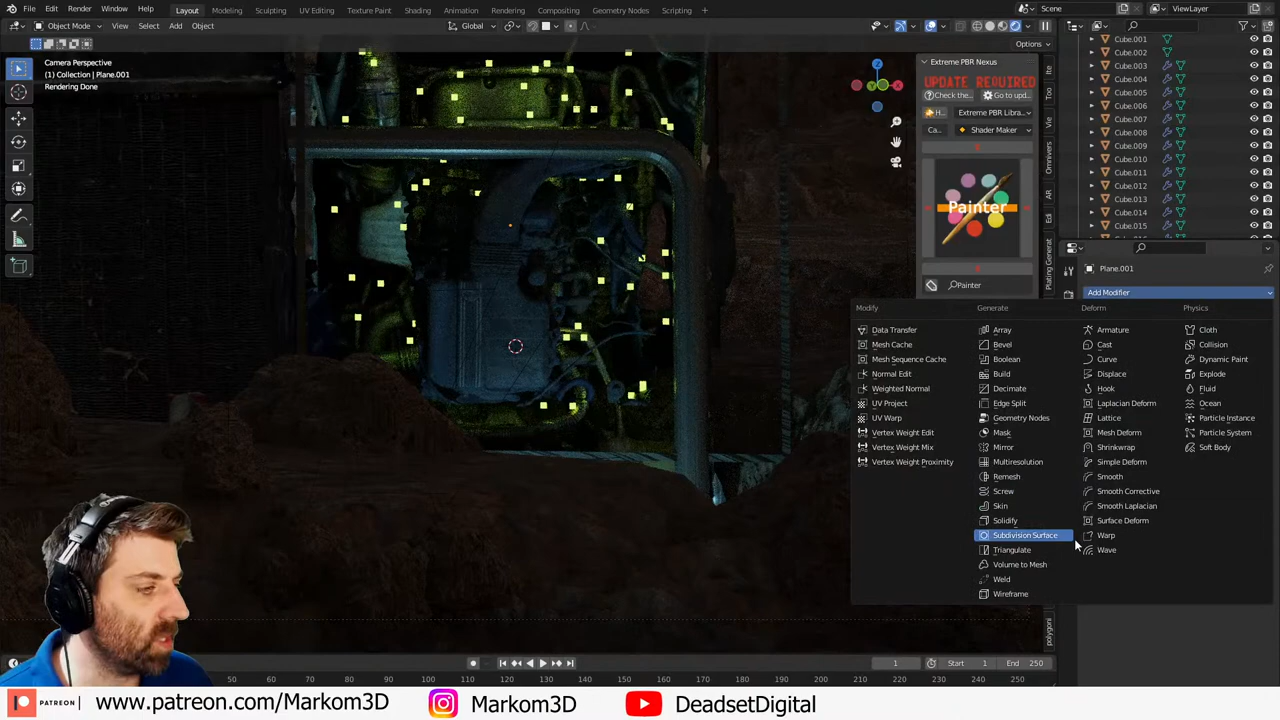 File Edit Render Window Help Layout Modeling Sculpting UV Editing Texture Paint Shading Animation Rendering Compositing Geometry Nodes Scripting + Scene ViewLayer
Object Mode View Select Add Object Global
Options
Camera Perspective
(1) Collection | Plane.001
Rendering Done
Z
Y
X
Extreme PBR Nexus
UPDATE REQUIRED
Check the... Go to upd...
H... Extreme PBR Libra...
Ca... Shader Maker
Painter
Painter
Ite
Too
Vie
Omnivers
AR
Edi
Plating Generat
polygoni
Cube.001
Cube.002
Cube.003
Cube.004
Cube.005
Cube.006
Cube.007
Cube.008
Cube.009
Cube.010
Cube.011
Cube.012
Cube.013
Cube.014
Cube.015
Plane.001
Add Modifier
Modify Generate Deform Physics
Data Transfer Array Armature Cloth
Mesh Cache Bevel Cast Collision
Mesh Sequence Cache Boolean Curve Dynamic Paint
Normal Edit Build Displace Explode
Weighted Normal Decimate Hook Fluid
UV Project Edge Split Laplacian Deform Ocean
UV Warp Geometry Nodes Lattice Particle Instance
Vertex Weight Edit Mask Mesh Deform Particle System
Vertex Weight Mix Mirror Shrinkwrap Soft Body
Vertex Weight Proximity Multiresolution Simple Deform
Remesh Smooth
Screw Smooth Corrective
Skin Smooth Laplacian
Solidify Surface Deform
Subdivision Surface Warp
Triangulate Wave
Volume to Mesh
Weld
Wireframe
1 Start 1 End 250
50 60 70 80 90 100 110 120 130 140 150 160 170 180 190 200 210 220 230 240 250
PATREON www.patreon.com/Markom3D Markom3D DeadsetDigital